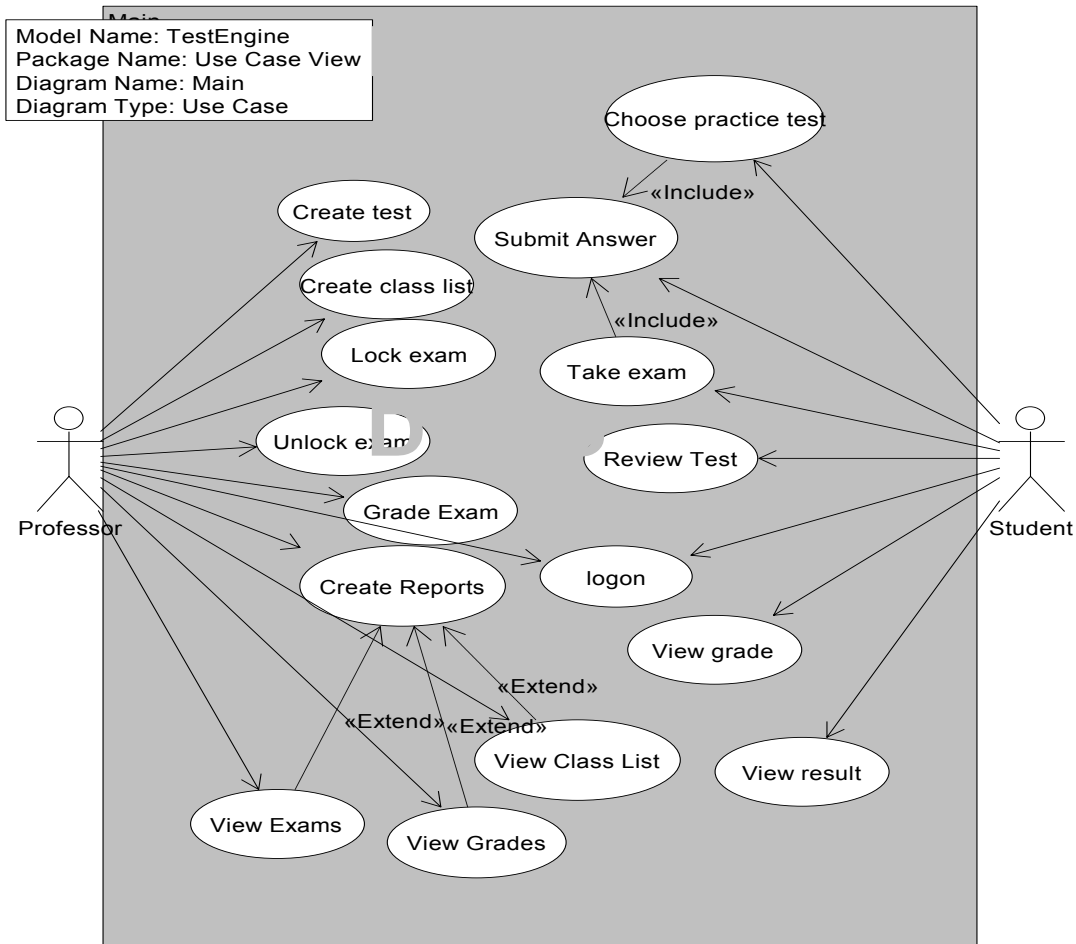 Main
Model Name: TestEngine
Package Name: Use Case View
Diagram Name: Main
Diagram Type: Use Case
Choose practice test
«Include»
Create test
Submit Answer
Create class list
«Include»
Lock exam
Take exam
Unlock exam
D
Review Test
Grade Exam
Professor
Student
Create Reports
logon
View grade
«Extend»
«Extend»
«Extend»
View Class List
View result
View Exams
View Grades